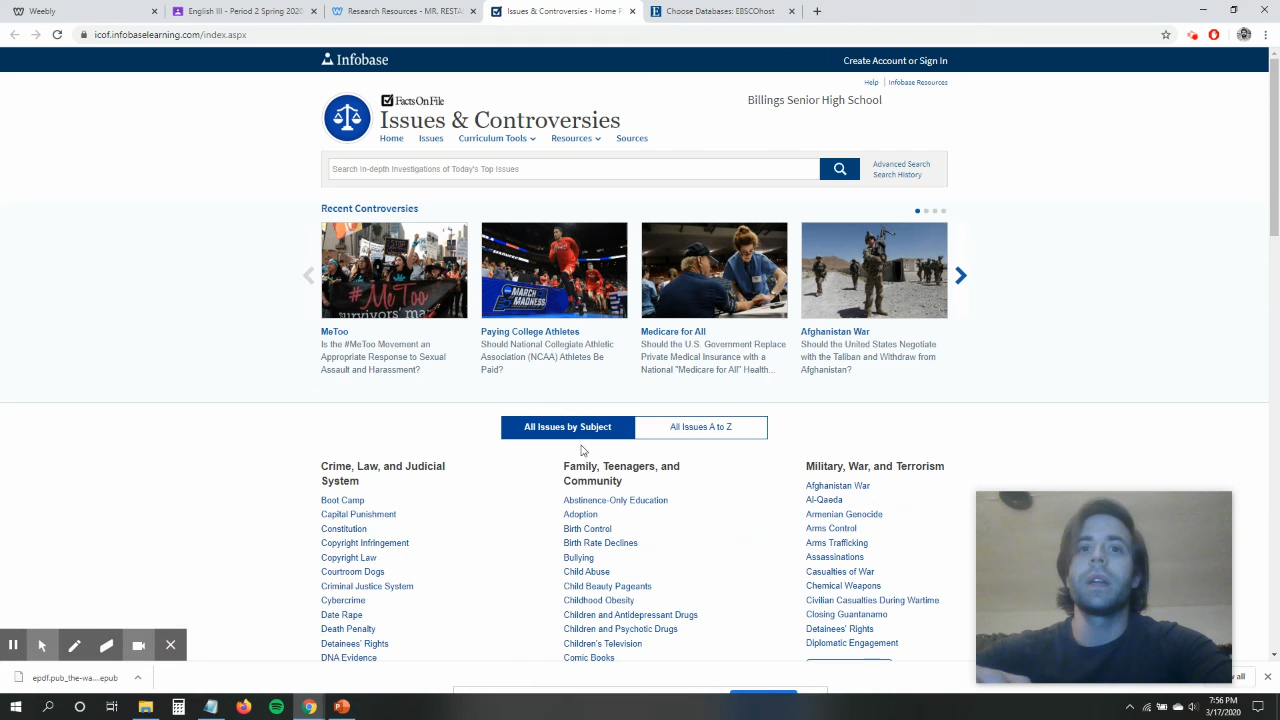 Weebly
English III - Period 2 Spring 2020
Research Resources - MR. RESTA
Issues & Controversies - Home P
Choose Databases: EBSCOhost
icof.infobaselearning.com/index.aspx
Infobase
Create Account or Sign In
Help
Infobase Resources
Facts On File
Issues & Controversies
Billings Senior High School
Home
Issues
Curriculum Tools
Resources
Sources
Search In-depth Investigations of Today's Top Issues
Advanced Search
Search History
Recent Controversies
STOP
#MeToo
survivors' ma
MARCH
MADNESS
MeToo
Is the #MeToo Movement an
Appropriate Response to Sexual
Assault and Harassment?
Paying College Athletes
Should National Collegiate Athletic
Association (NCAA) Athletes Be
Paid?
Medicare for All
Should the U.S. Government Replace
Private Medical Insurance with a
National "Medicare for All" Health...
Afghanistan War
Should the United States Negotiate
with the Taliban and Withdraw from
Afghanistan?
All Issues by Subject
All Issues A to Z
Crime, Law, and Judicial
System
Boot Camp
Capital Punishment
Constitution
Copyright Infringement
Copyright Law
Courtroom Dogs
Criminal Justice System
Cybercrime
Date Rape
Death Penalty
Detainees' Rights
DNA Evidence
Family, Teenagers, and
Community
Abstinence-Only Education
Adoption
Birth Control
Birth Rate Declines
Bullying
Child Abuse
Child Beauty Pageants
Childhood Obesity
Children and Antidepressant Drugs
Children and Psychotic Drugs
Children's Television
Comic Books
Military, War, and Terrorism
Afghanistan War
Al-Qaeda
Armenian Genocide
Arms Control
Arms Trafficking
Assassinations
Casualties of War
Chemical Weapons
Civilian Casualties During Wartime
Closing Guantanamo
Detainees' Rights
Diplomatic Engagement
epdf.pub_the-wa....epub
all
7:56 PM
3/17/2020